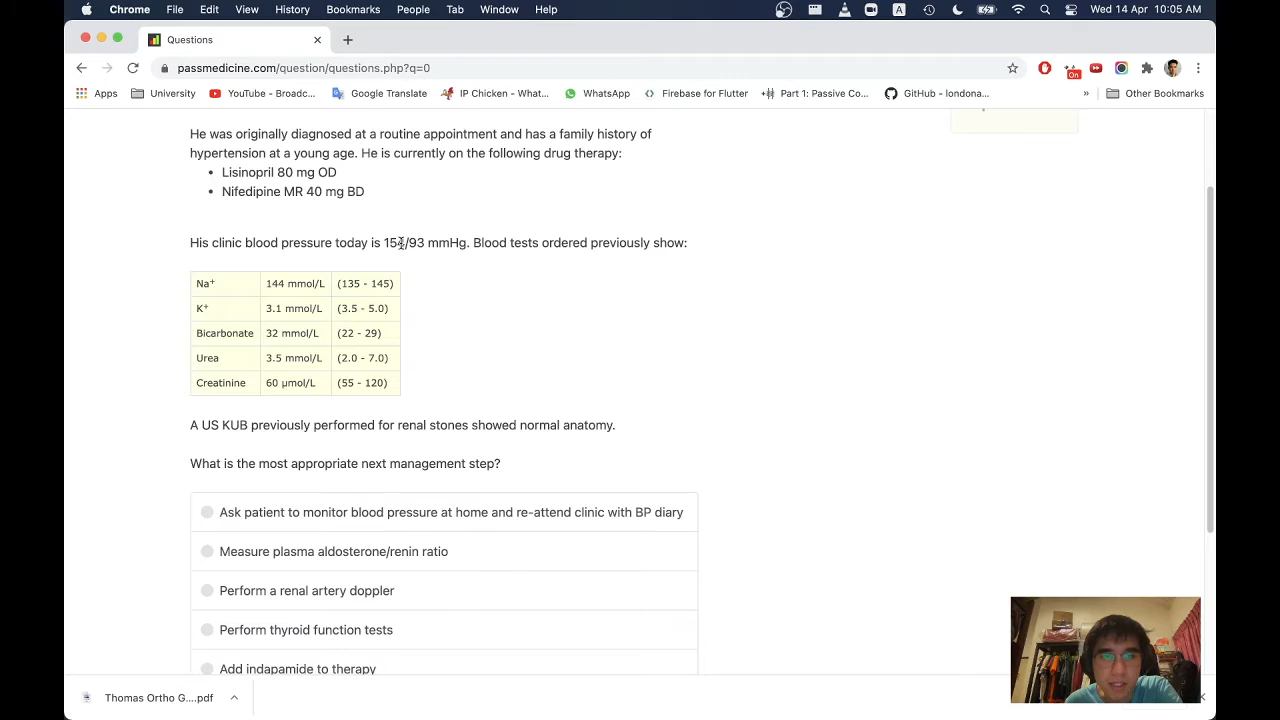 Chrome File Edit View History Bookmarks People Tab Window Help A Wed 14 Apr 10:05 AM
Questions
passmedicine.com/question/questions.php?q=0
On
Apps University YouTube - Broadc... Google Translate IP Chicken - What... WhatsApp Firebase for Flutter Part 1: Passive Co... GitHub - londona... » Other Bookmarks
He was originally diagnosed at a routine appointment and has a family history of
hypertension at a young age. He is currently on the following drug therapy:
• Lisinopril 80 mg OD
• Nifedipine MR 40 mg BD
His clinic blood pressure today is /93 mmHg. Blood tests ordered previously show:
Na⁺ 144 mmol/L (135 - 145)
K⁺ 3.1 mmol/L (3.5 - 5.0)
Bicarbonate 32 mmol/L (22 - 29)
Urea 3.5 mmol/L (2.0 - 7.0)
Creatinine 60 µmol/L (55 - 120)
A US KUB previously performed for renal stones showed normal anatomy.
What is the most appropriate next management step?
Ask patient to monitor blood pressure at home and re-attend clinic with BP diary
Measure plasma aldosterone/renin ratio
Perform a renal artery doppler
Perform thyroid function tests
Add indapamide to therapy
Thomas Ortho G....pdf